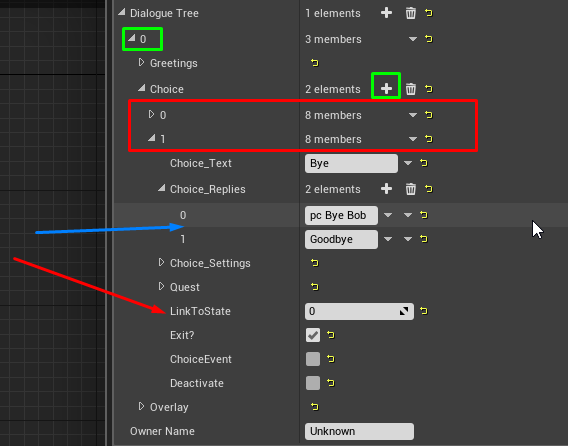 Dialogue Tree 1 elements
0 3 members
Greetings
Choice 2 elements
0 8 members
1 8 members
Choice_Text Bye
Choice_Replies 2 elements
0 pc Bye Bob
1 Goodbye
Choice_Settings
Quest
LinkToState 0
Exit?
ChoiceEvent
Deactivate
Overlay
Owner Name Unknown